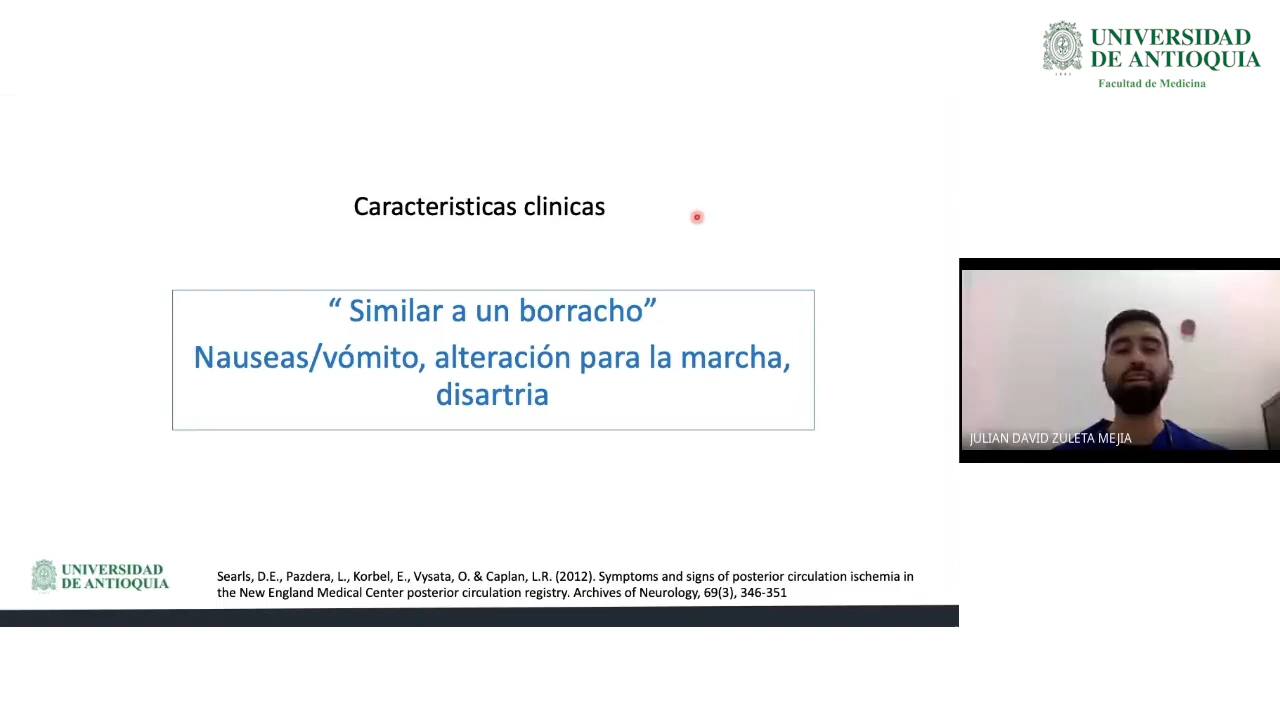 UNIVERSIDAD
DE ANTIOQUIA
1803
Facultad de Medicina
Caracteristicas clinicas
“ Similar a un borracho”
Nauseas/vómito, alteración para la marcha,
disartria
JULIAN DAVID ZULETA MEJIA
UNIVERSIDAD
DE ANTIOQUIA
Searls, D.E., Pazdera, L., Korbel, E., Vysata, O. & Caplan, L.R. (2012). Symptoms and signs of posterior circulation ischemia in
the New England Medical Center posterior circulation registry. Archives of Neurology, 69(3), 346-351